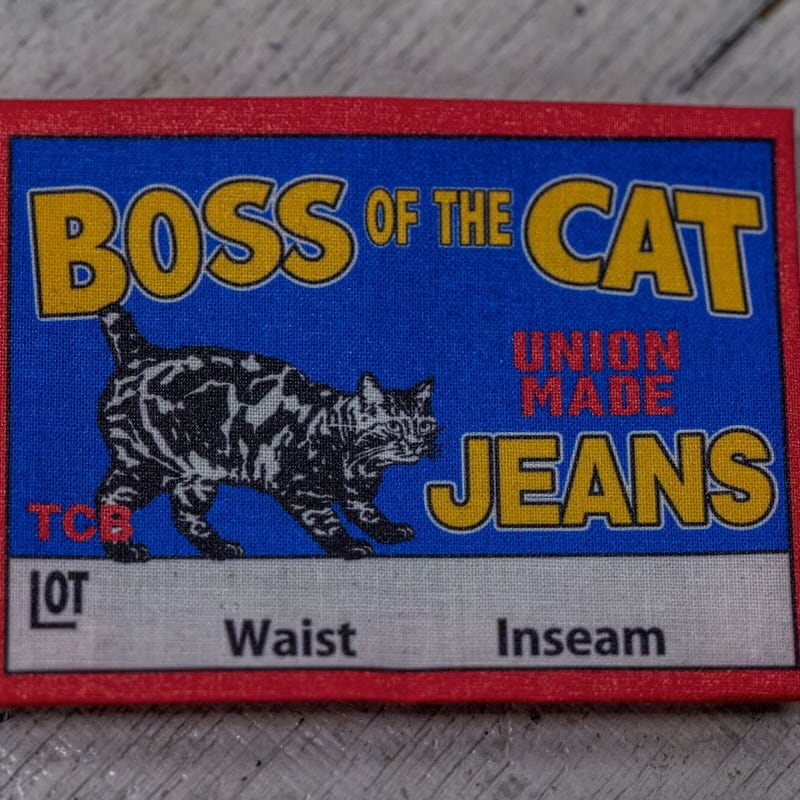 BOSS OF THE CAT
UNION
MADE
JEANS
TCB
LOT
Waist Inseam